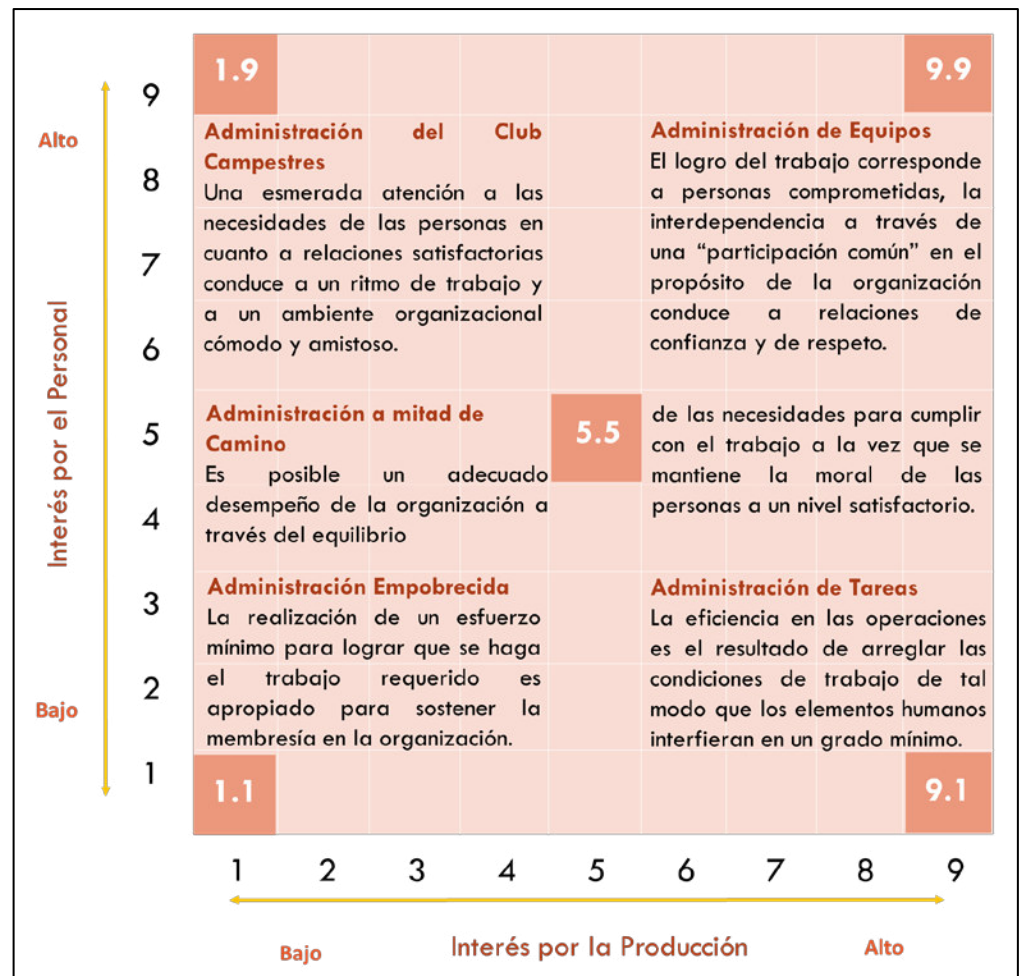 1.9
9.9
9
Alto
8
7
6
5
4
3
2
Bajo
1
Interés por el Personal
Administración del Club
Campestres
Una esmerada atención a las
necesidades de las personas en
cuanto a relaciones satisfactorias
conduce a un ritmo de trabajo y
a un ambiente organizacional
cómodo y amistoso.
Administración de Equipos
El logro del trabajo corresponde
a personas comprometidas, la
interdependencia a través de
una “participación común” en el
propósito de la organización
conduce a relaciones de
confianza y de respeto.
Administración a mitad de
Camino
Es posible un adecuado
desempeño de la organización a
través del equilibrio
5.5
de las necesidades para cumplir
con el trabajo a la vez que se
mantiene la moral de las
personas a un nivel satisfactorio.
Administración Empobrecida
La realización de un esfuerzo
mínimo para lograr que se haga
el trabajo requerido es
apropiado para sostener la
membresía en la organización.
Administración de Tareas
La eficiencia en las operaciones
es el resultado de arreglar las
condiciones de trabajo de tal
modo que los elementos humanos
interfieran en un grado mínimo.
1.1
9.1
1 2 3 4 5 6 7 8 9
Bajo Interés por la Producción Alto